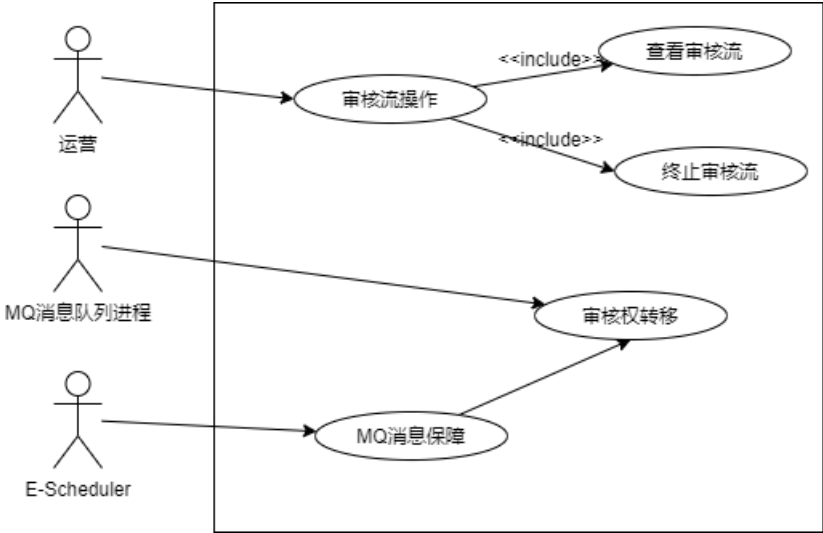 <<include>>
查看审核流
审核流操作
运营
<<include>>
终止审核流
MQ消息队列进程
审核权转移
MQ消息保障
E-Scheduler